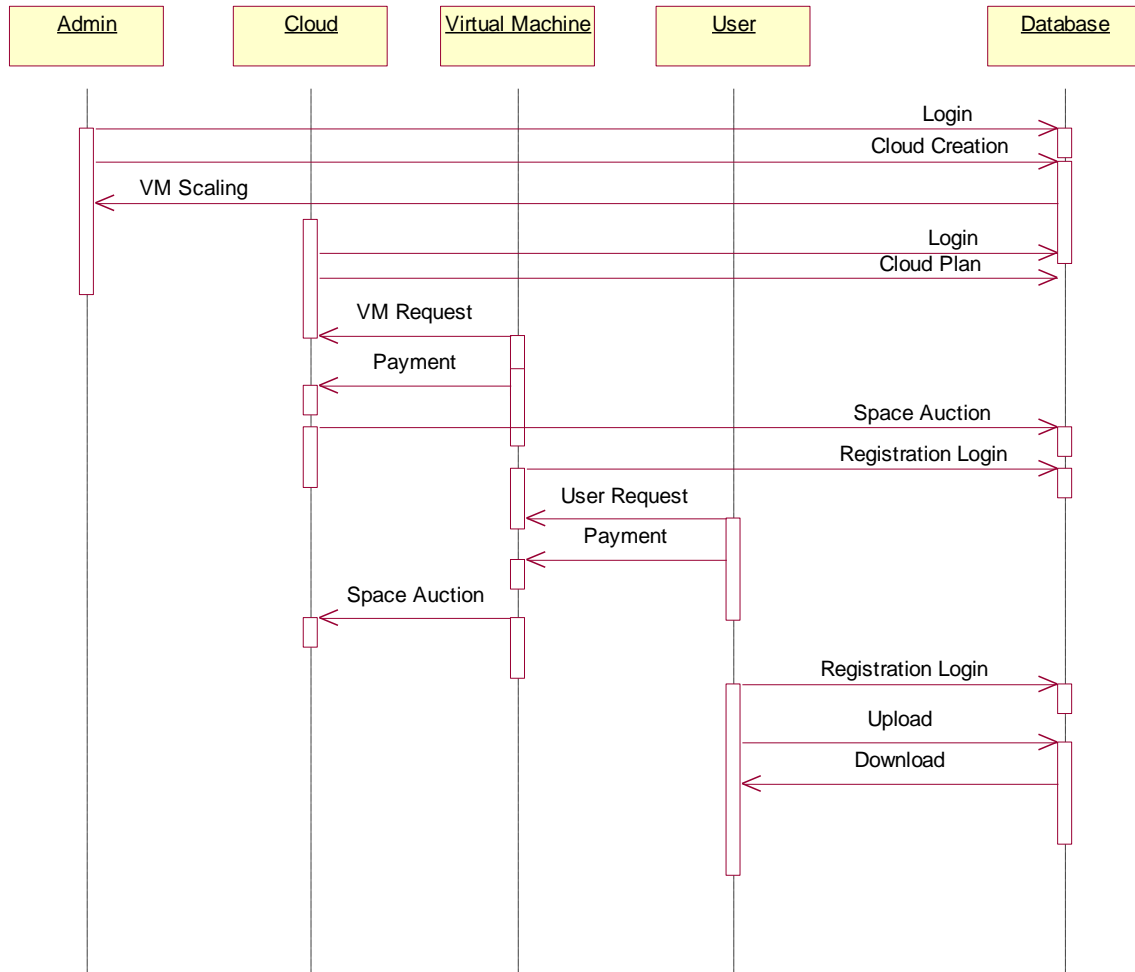 Admin
Cloud
Virtual Machine
User
Database
Login
Cloud Creation
VM Scaling
Login
Cloud Plan
VM Request
Payment
Space Auction
Registration Login
User Request
Payment
Space Auction
Registration Login
Upload
Download